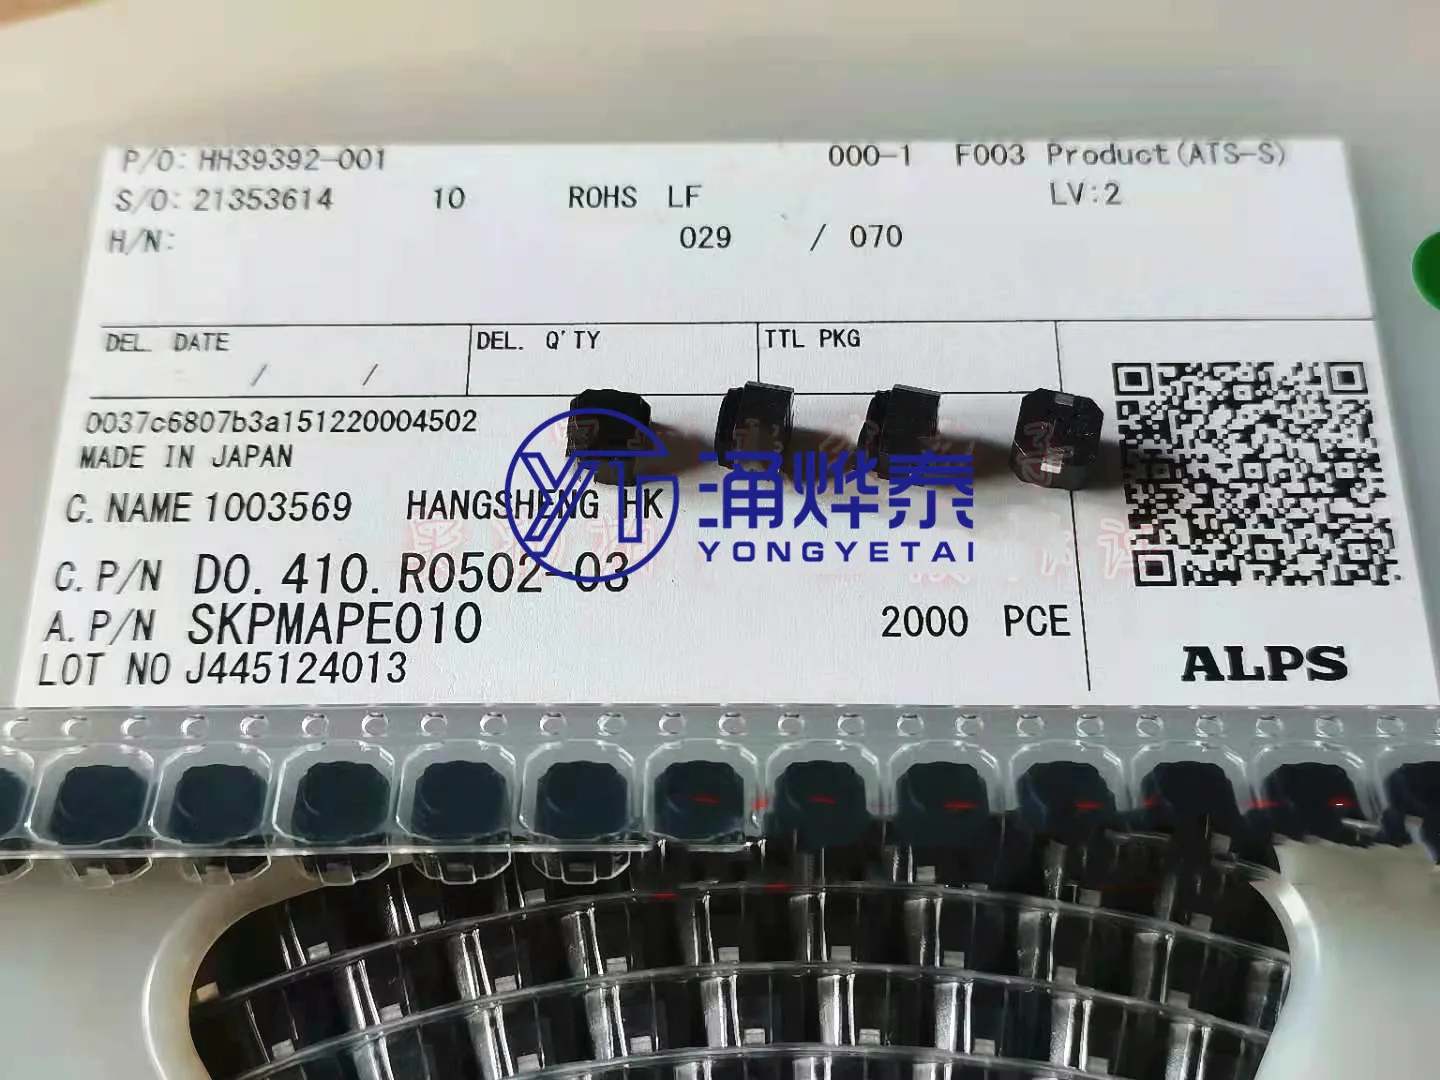 P/O: HH39392-001 000-1 F003 Product(ATS-S)
S/O: 21353614 10 ROHS LF LV:2
H/N: 029 / 070
DEL. DATE DEL. Q'TY TTL PKG
/ /
0037c6807b3a151220004502
MADE IN JAPAN
C. NAME 1003569 HANGSHENG HK
YT 涌烨泰
YONGYETAI
C. P/N D0. 410. R0502-03
A. P/N SKPMAPE010 2000 PCE
LOT NO J445124013
ALPS